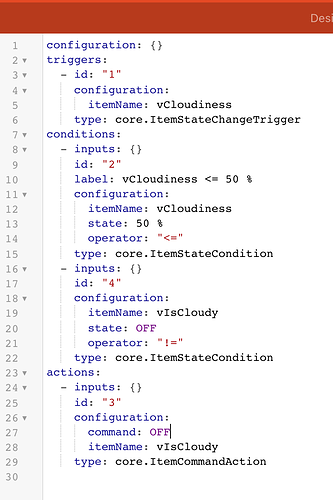 Desi
1 configuration: {}
2 triggers:
3 - id: "1"
4 configuration:
5 itemName: vCloudiness
6 type: core.ItemStateChangeTrigger
7 conditions:
8 - inputs: {}
9 id: "2"
10 label: vCloudiness <= 50 %
11 configuration:
12 itemName: vCloudiness
13 state: 50 %
14 operator: "<="
15 type: core.ItemStateCondition
16 - inputs: {}
17 id: "4"
18 configuration:
19 itemName: vIsCloudy
20 state: OFF
21 operator: "!="
22 type: core.ItemStateCondition
23 actions:
24 - inputs: {}
25 id: "3"
26 configuration:
27 command: OFF
28 itemName: vIsCloudy
29 type: core.ItemCommandAction
30